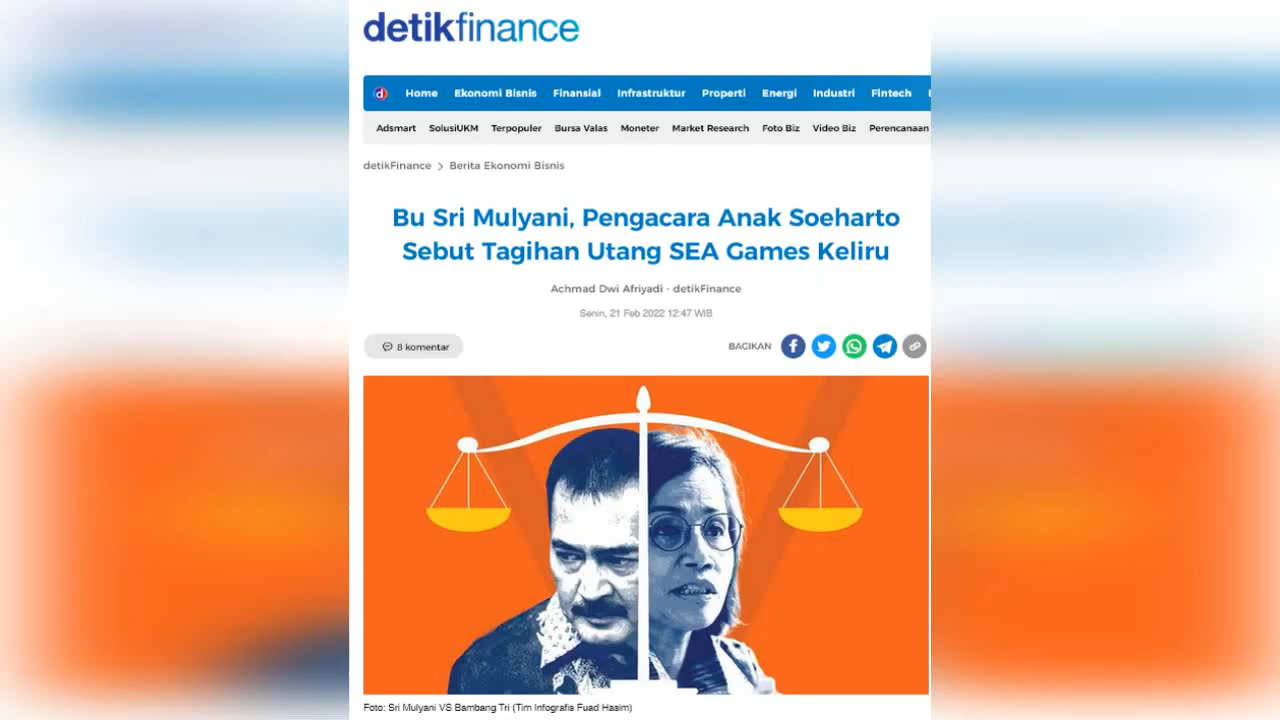 detikfinance
Home Ekonomi Bisnis Finansial Infrastruktur Properti Energi Industri Fintech
Adsmart SolusiUKM Terpopuler Bursa Valas Moneter Market Research Foto Biz Video Biz Perencanaan
detikFinance > Berita Ekonomi Bisnis
Bu Sri Mulyani, Pengacara Anak Soeharto
Sebut Tagihan Utang SEA Games Keliru
Achmad Dwi Afriyadi - detikFinance
Senin, 21 Feb 2022 12:47 WIB
8 komentar
BAGIKAN
Foto: Sri Mulyani VS Bambang Tri (Tim Infografis Fuad Hasim)